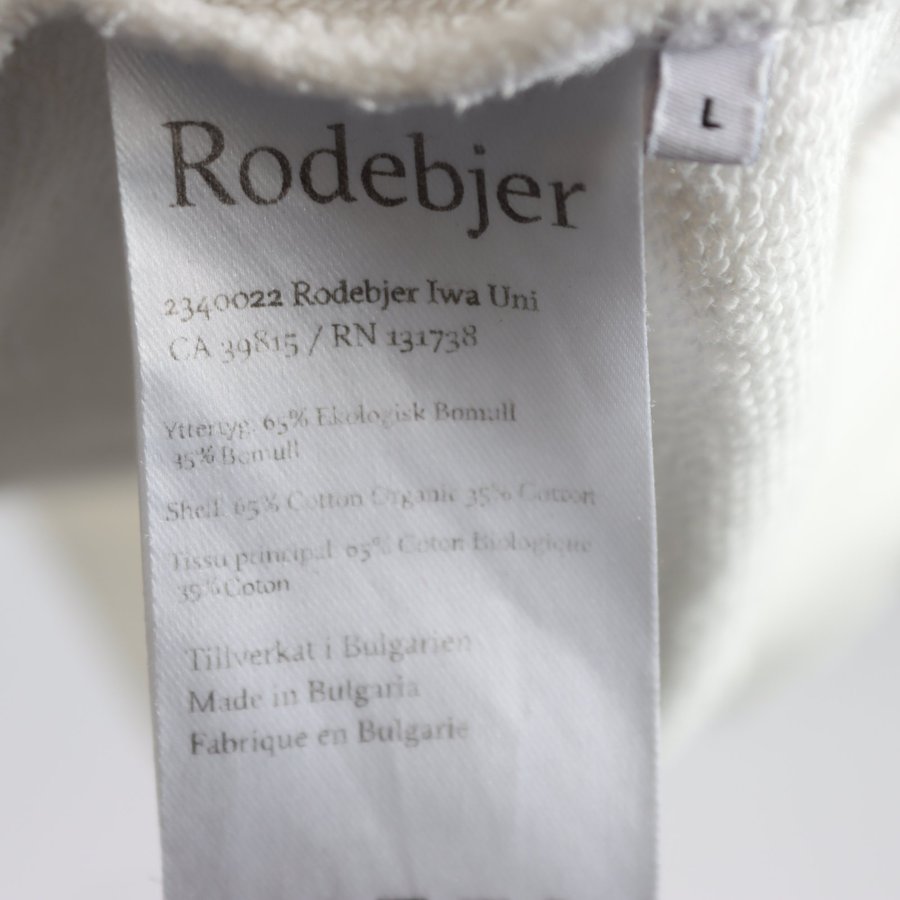 Rodebjer
L
2340022 Rodebjer Iwa Uni
CA 39815 / RN 131738
Yttertyg: 65% Ekologisk Bomull
35% Bomull
Shell: 65% Cotton Organic 35% Cotton
Tissu principal: 65% Coton Biologique
35% Coton
Tillverkat i Bulgarien
Made in Bulgaria
Fabrique en Bulgarie